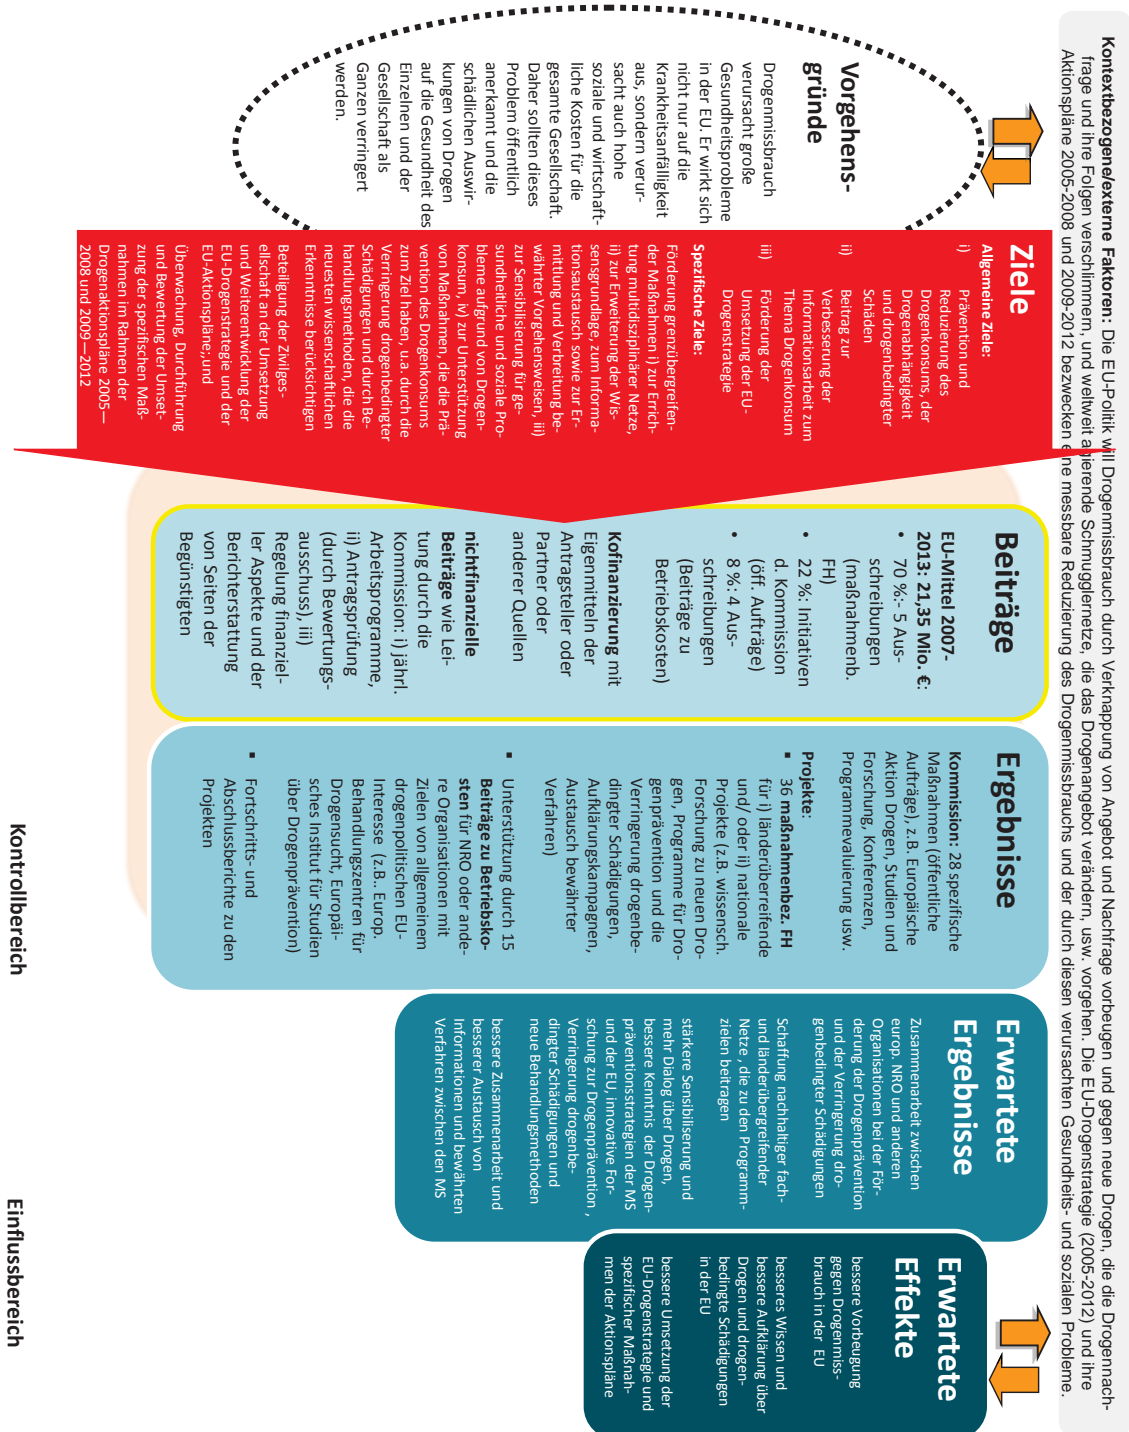 Kontextbezogene/externe Faktoren: Die EU-Politik will Drogenmissbrauch durch Verknappung von Angebot und Nachfrage vorbeugen und gegen neue Drogen, die die Drogennach-
frage und ihre Folgen verschlimmern, und weltweit agierende Schmugglernetze, die das Drogenangebot verändern, usw. vorgehen. Die EU-Drogenstrategie (2005-2012) und ihre
Aktionspläne 2005-2008 und 2009-2012 bezwecken eine messbare Reduzierung des Drogenmissbrauchs und der durch diesen verursachten Gesundheits- und sozialen Probleme.
Vorgehens-
gründe
Drogenmissbrauch
verursacht große
Gesundheitsprobleme
in der EU. Er wirkt sich
nicht nur auf die
Krankheitsanfälligkeit
aus, sondern verur-
sacht auch hohe
soziale und wirtschaft-
liche Kosten für die
gesamte Gesellschaft.
Daher sollten dieses
Problem öffentlich
anerkannt und die
schädlichen Auswir-
kungen von Drogen
auf die Gesundheit des
Einzelnen und der
Gesellschaft als
Ganzen verringert
werden.
Ziele
Allgemeine Ziele:
i) Prävention und
Reduzierung des
Drogenkonsums, der
Drogenabhängigkeit
und drogenbedingter
Schäden
ii) Beitrag zur
Verbesserung der
Informationsarbeit zum
Thema Drogenkonsum
iii) Förderung der
Umsetzung der EU-
Drogenstrategie
Spezifische Ziele:
Förderung grenzübergreifen-
der Maßnahmen i) zur Errich-
tung multidisziplinärer Netze,
ii) zur Erweiterung der Wis-
sensgrundlage, zum Informa-
tionsaustausch sowie zur Er-
mittlung und Verbreitung be-
währter Vorgehensweisen, iii)
zur Sensibilisierung für ge-
sundheitliche und soziale Pro-
bleme aufgrund von Drogen-
konsum, iv) zur Unterstützung
von Maßnahmen, die die Prä-
vention des Drogenkonsums
zum Ziel haben, u.a. durch die
Verringerung drogenbedingter
Schädigungen und durch Be-
handlungsmethoden, die die
neuesten wissenschaftlichen
Erkenntnisse berücksichtigen
Beteiligung der Zivilges-
ellschaft an der Umsetzung
und Weiterentwicklung der
EU-Drogenstrategie und der
EU-Aktionspläne; und
Überwachung, Durchführung
und Bewertung der Umset-
zung der spezifischen Maß-
nahmen im Rahmen der
Drogenaktionspläne 2005—
2008 und 2009—2012
Beiträge
EU-Mittel 2007-
2013: 21,35 Mio. €:
• 70 %:- 5 Aus-
schreibungen
(maßnahmenb.
FH)
• 22 %: Initiativen
d. Kommission
(öff. Aufträge)
• 8 %: 4 Aus-
schreibungen
(Beiträge zu
Betriebskosten)
Kofinanzierung mit
Eigenmitteln der
Antragsteller oder
Partner oder
anderer Quellen
nichtfinanzielle
Beiträge wie Lei-
tung durch die
Kommission: i) jährl.
Arbeitsprogramme,
ii) Antragsprüfung
(durch Bewertungs-
ausschuss), iii)
Regelung finanziel-
ler Aspekte und der
Berichterstattung
von Seiten der
Begünstigten
Ergebnisse
Kommission: 28 spezifische
Maßnahmen (öffentliche
Aufträge), z.B. Europäische
Aktion Drogen, Studien und
Forschung, Konferenzen,
Programmevaluierung usw.
Projekte:
▪ 36 maßnahmenbez. FH
für i) länderüberreifende
und/ oder ii) nationale
Projekte (z.B. wissensch.
Forschung zu neuen Dro-
gen, Programme für Dro-
genprävention und die
Verringerung drogenbe-
dingter Schädigungen,
Aufklärungskampagnen,
Austausch bewährter
Verfahren)
▪ Unterstützung durch 15
Beiträge zu Betriebsko-
sten für NRO oder ande-
re Organisationen mit
Zielen von allgemeinem
drogenpolitischen EU-
Interesse (z.B.. Europ.
Behandlungszentren für
Drogensucht, Europäi-
sches Institut für Studien
über Drogenprävention)
▪ Fortschritts- und
Abschlussberichte zu den
Projekten
Erwartete
Ergebnisse
Zusammenarbeit zwischen
europ. NRO und anderen
Organisationen bei der För-
derung der Drogenprävention
und der Verringerung dro-
genbedingter Schädigungen
Schaffung nachhaltiger fach-
und länderübergreifender
Netze , die zu den Programm-
zielen beitragen
stärkere Sensibiliserung und
mehr Dialog über Drogen,
bessere Kenntnis der Drogen-
präventionsstrategien der MS
und der EU, innovative For-
schung zur Drogenprävention ,
Verringerung drogenbe-
dingter Schädigungen und
neue Behandlungsmethoden
bessere Zusammenarbeit und
besserer Austausch von
Informationen und bewährten
Verfahren zwischen den MS
Erwartete
Effekte
bessere Vorbeugung
gegen Drogenmiss-
brauch in der EU
besseres Wissen und
bessere Aufklärung über
Drogen und drogen-
bedingte Schädigungen
in der EU
bessere Umsetzung der
EU-Drogenstrategie und
spezifischer Maßnah-
men der Aktionspläne
Kontrollbereich
Einflussbereich